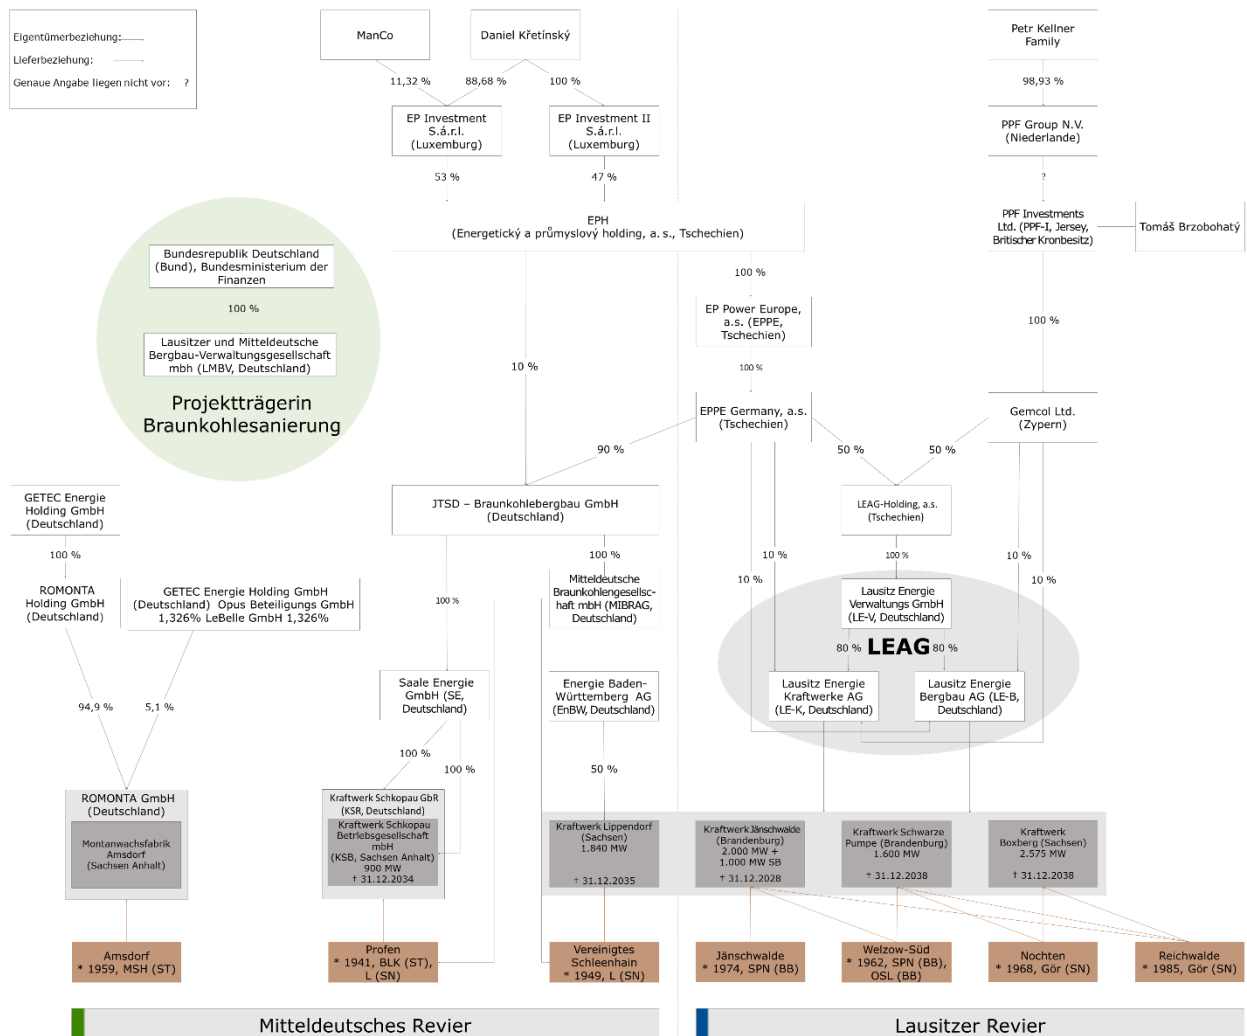 Eigentümerbeziehung:
Lieferbeziehung:
Genaue Angabe liegen nicht vor: ?
ManCo
Daniel Křetínský
Petr Kellner
Family
11,32 %
88,68 %
100 %
98,93 %
EP Investment
S.á.r.l.
(Luxemburg)
EP Investment II
S.á.r.l.
(Luxemburg)
PPF Group N.V.
(Niederlande)
53 %
47 %
?
EPH
(Energetický a průmyslový holding, a. s., Tschechien)
PPF Investments
Ltd. (PPF-I, Jersey,
Britischer Kronbesitz)
Tomáš Brzobohatý
Bundesrepublik Deutschland
(Bund), Bundesministerium der
Finanzen
100 %
Lausitzer und Mitteldeutsche
Bergbau-Verwaltungsgesellschaft
mbh (LMBV, Deutschland)
Projektträgerin
Braunkohlesanierung
100 %
EP Power Europe,
a.s. (EPPE,
Tschechien)
100 %
10 %
100 %
EPPE Germany, a.s.
(Tschechien)
Gemcol Ltd.
(Zypern)
90 %
50 %
50 %
GETEC Energie
Holding GmbH
(Deutschland)
JTSD – Braunkohlebergbau GmbH
(Deutschland)
LEAG-Holding, a.s.
(Tschechien)
100 %
100 %
10 %
100 %
10 %
10 %
10 %
ROMONTA
Holding GmbH
(Deutschland)
GETEC Energie Holding GmbH
(Deutschland) Opus Beteiligungs GmbH
1,326% LeBelle GmbH 1,326%
Mitteldeutsche
Braunkohlengesellsc-
haft mbH (MIBRAG,
Deutschland)
Lausitz Energie
Verwaltungs GmbH
(LE-V, Deutschland)
100 %
80 %
LEAG
80 %
Saale Energie
GmbH (SE,
Deutschland)
Energie Baden-
Württemberg AG
(EnBW, Deutschland)
Lausitz Energie
Kraftwerke AG
(LE-K, Deutschland)
Lausitz Energie
Bergbau AG (LE-B,
Deutschland)
94,9 %
5,1 %
100 %
100 %
50 %
ROMONTA GmbH
(Deutschland)
Montanwachsfabrik
Amsdorf
(Sachsen Anhalt)
Kraftwerk Schkopau GbR
(KSR, Deutschland)
Kraftwerk Schkopau
Betriebsgesellschaft
mbH
(KSB, Sachsen Anhalt)
900 MW
† 31.12.2034
Kraftwerk Lippendorf
(Sachsen)
1.840 MW
† 31.12.2035
Kraftwerk Jänschwalde
(Brandenburg)
2.000 MW +
1.000 MW SB
† 31.12.2028
Kraftwerk Schwarze
Pumpe (Brandenburg)
1.600 MW
† 31.12.2038
Kraftwerk
Boxberg (Sachsen)
2.575 MW
† 31.12.2038
Amsdorf
* 1959, MSH (ST)
Profen
* 1941, BLK (ST),
L (SN)
Vereinigtes
Schleenhain
* 1949, L (SN)
Jänschwalde
* 1974, SPN (BB)
Welzow-Süd
* 1962, SPN (BB),
OSL (BB)
Nochten
* 1968, Gör (SN)
Reichwalde
* 1985, Gör (SN)
Mitteldeutsches Revier
Lausitzer Revier